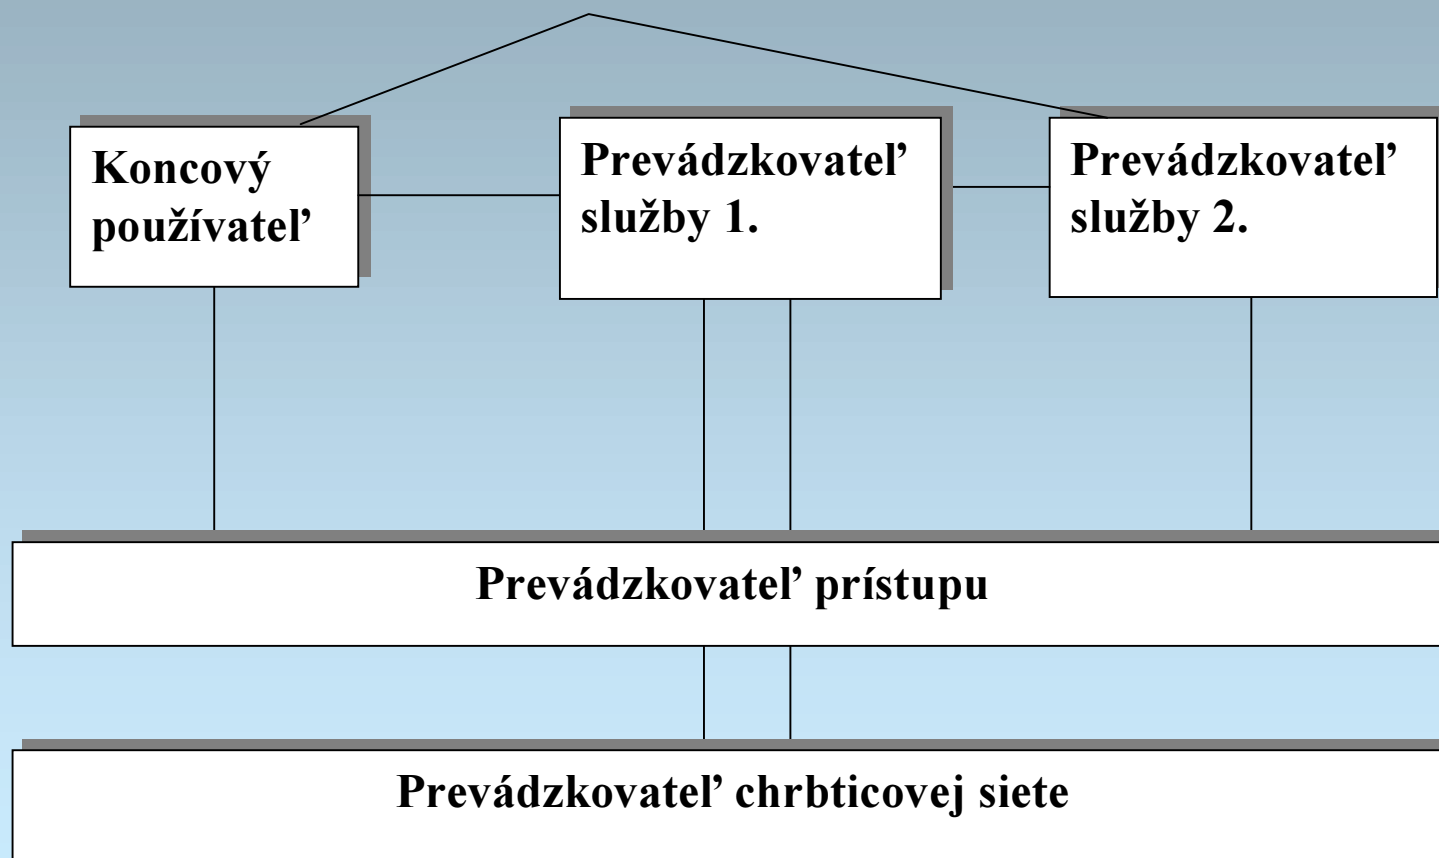 Koncový
používateľ
Prevádzkovateľ
služby 1.
Prevádzkovateľ
služby 2.
Prevádzkovateľ prístupu
Prevádzkovateľ chrbticovej siete